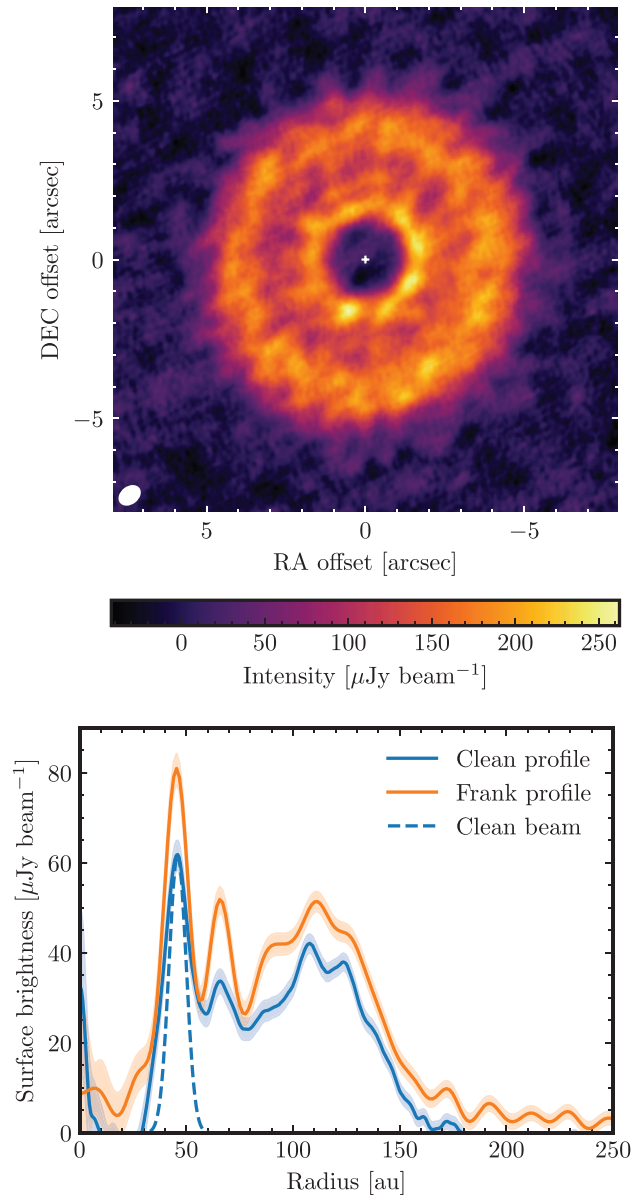 5
0
−5
DEC offset [arcsec]
5 0 −5
RA offset [arcsec]
0 50 100 150 200 250
Intensity [μJy beam⁻¹]
80
60
40
20
0
Surface brightness [μJy beam⁻¹]
Clean profile
Frank profile
Clean beam
0 50 100 150 200 250
Radius [au]